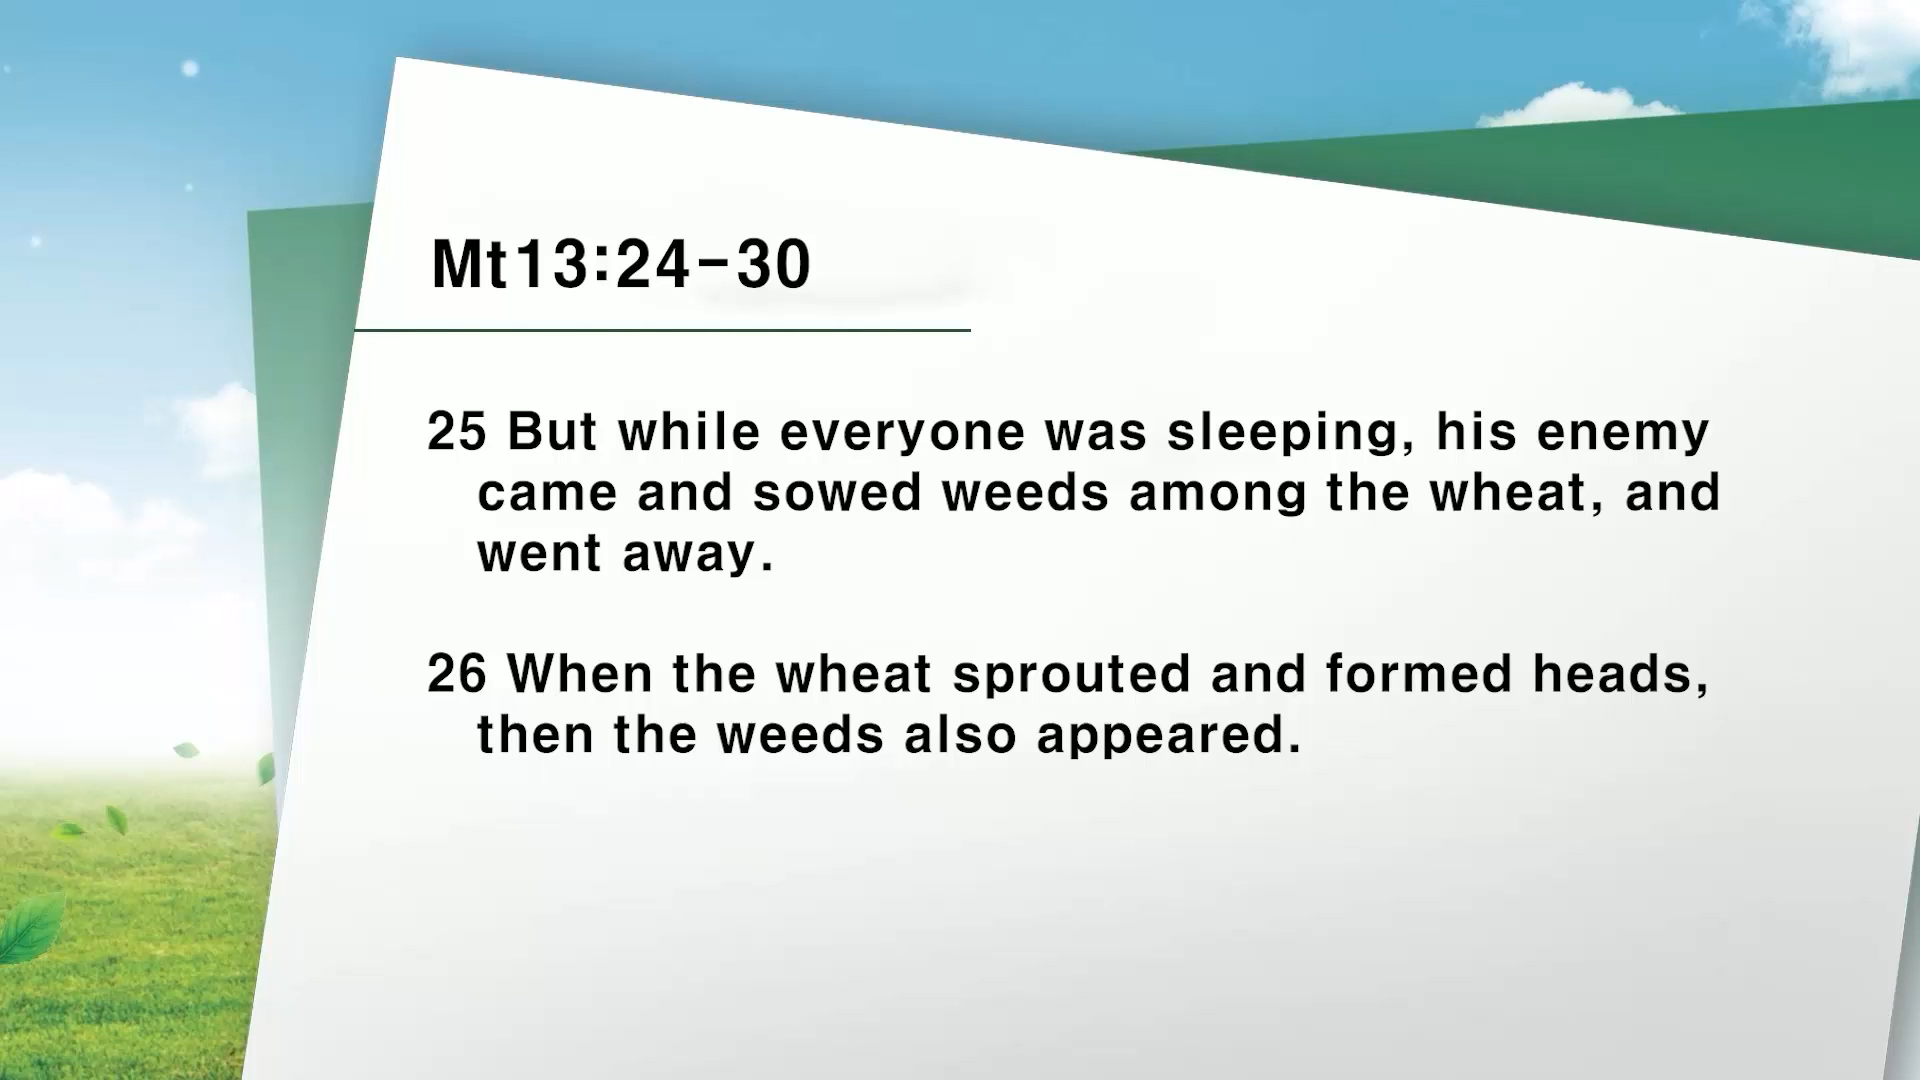 Mt13:24-30
25 But while everyone was sleeping, his enemy
came and sowed weeds among the wheat, and
went away.
26 When the wheat sprouted and formed heads,
then the weeds also appeared.